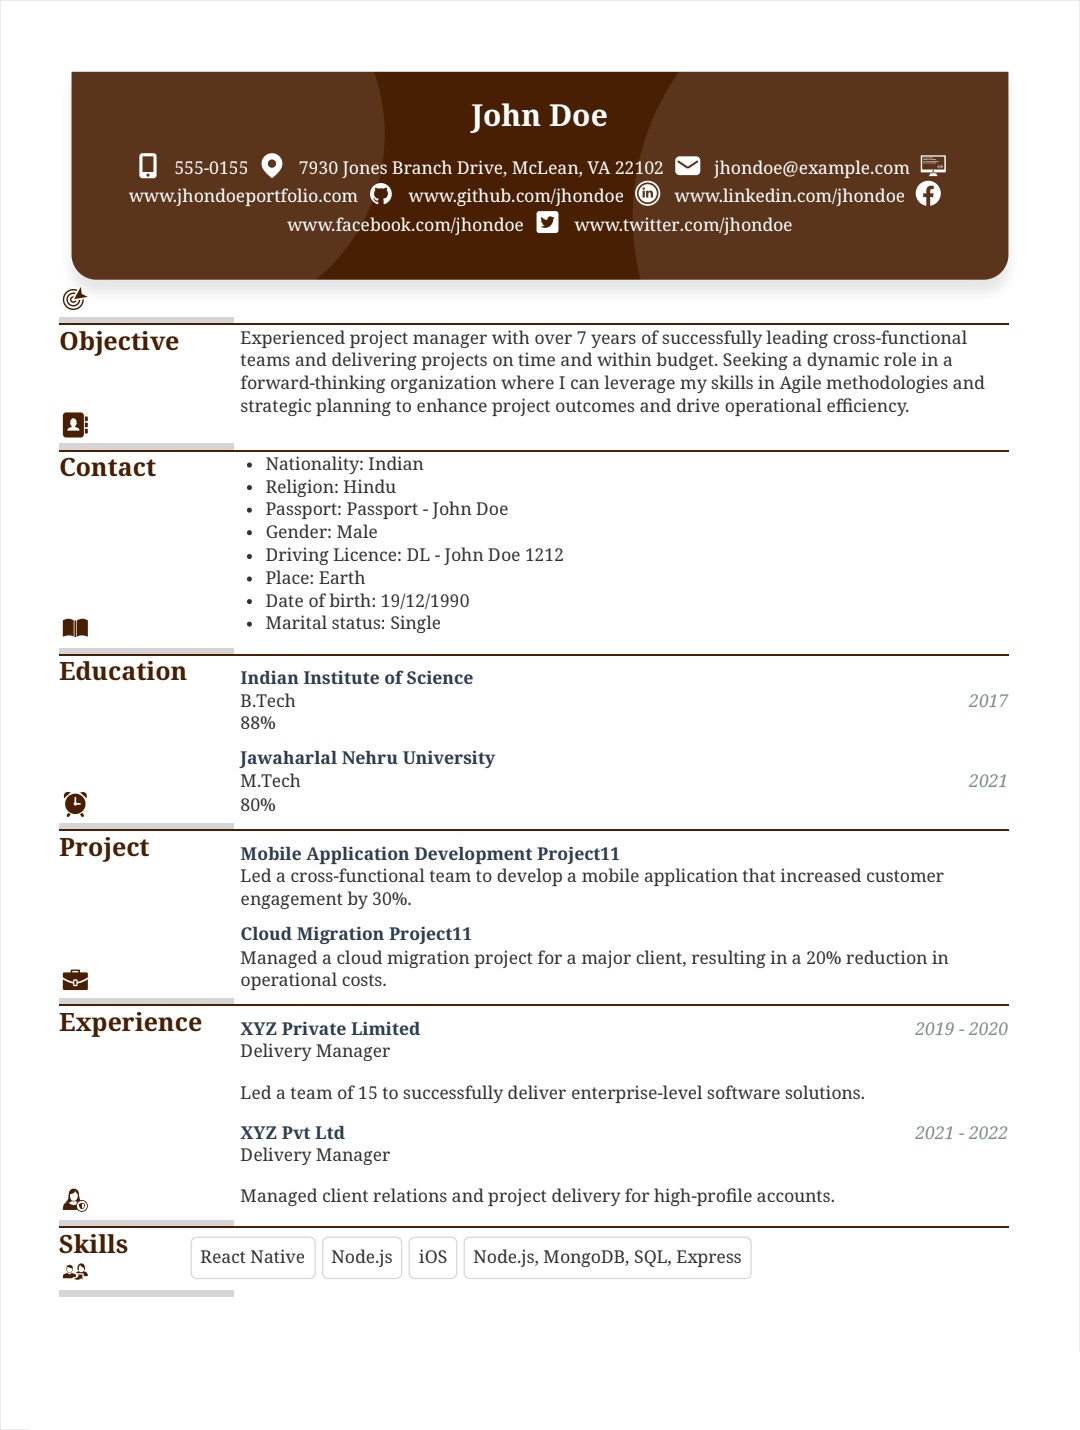 John Doe
555-0155 7930 Jones Branch Drive, McLean, VA 22102 jhondoe@example.com
www.jhondoeportfolio.com www.github.com/jhondoe www.linkedin.com/jhondoe
www.facebook.com/jhondoe www.twitter.com/jhondoe
Objective
Experienced project manager with over 7 years of successfully leading cross-functional
teams and delivering projects on time and within budget. Seeking a dynamic role in a
forward-thinking organization where I can leverage my skills in Agile methodologies and
strategic planning to enhance project outcomes and drive operational efficiency.
Contact
• Nationality: Indian
• Religion: Hindu
• Passport: Passport - John Doe
• Gender: Male
• Driving Licence: DL - John Doe 1212
• Place: Earth
• Date of birth: 19/12/1990
• Marital status: Single
Education
Indian Institute of Science
B.Tech 2017
88%
Jawaharlal Nehru University
M.Tech 2021
80%
Project
Mobile Application Development Project11
Led a cross-functional team to develop a mobile application that increased customer
engagement by 30%.
Cloud Migration Project11
Managed a cloud migration project for a major client, resulting in a 20% reduction in
operational costs.
Experience
XYZ Private Limited 2019 - 2020
Delivery Manager
Led a team of 15 to successfully deliver enterprise-level software solutions.
XYZ Pvt Ltd 2021 - 2022
Delivery Manager
Managed client relations and project delivery for high-profile accounts.
Skills
React Native Node.js iOS Node.js, MongoDB, SQL, Express